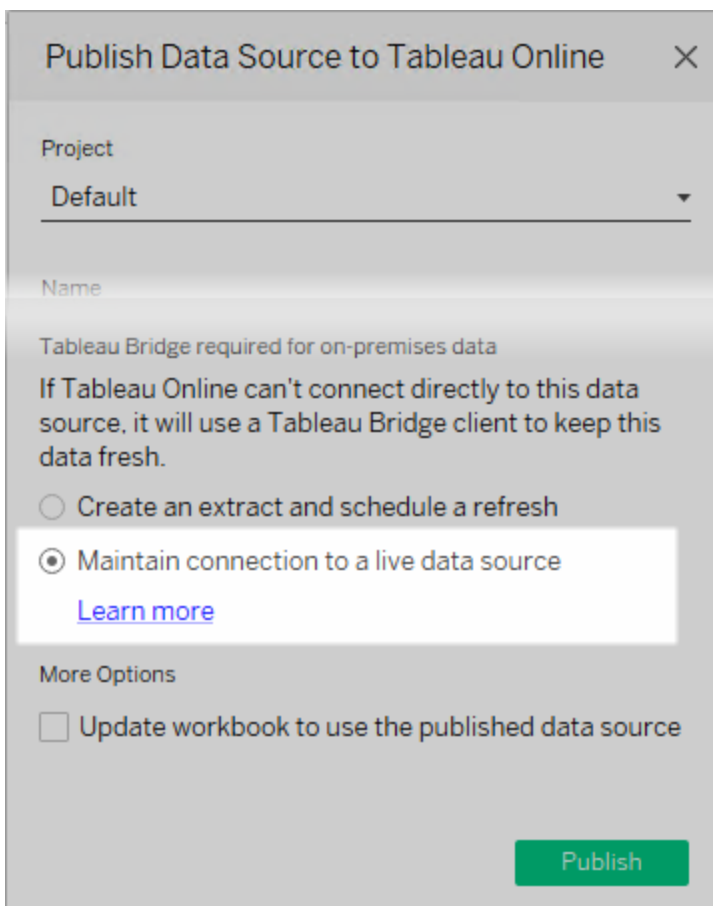 Publish Data Source to Tableau Online
Project
Default
Name
Tableau Bridge required for on-premises data
If Tableau Online can't connect directly to this data
source, it will use a Tableau Bridge client to keep this
data fresh.
Create an extract and schedule a refresh
Maintain connection to a live data source
Learn more
More Options
Update workbook to use the published data source
Publish